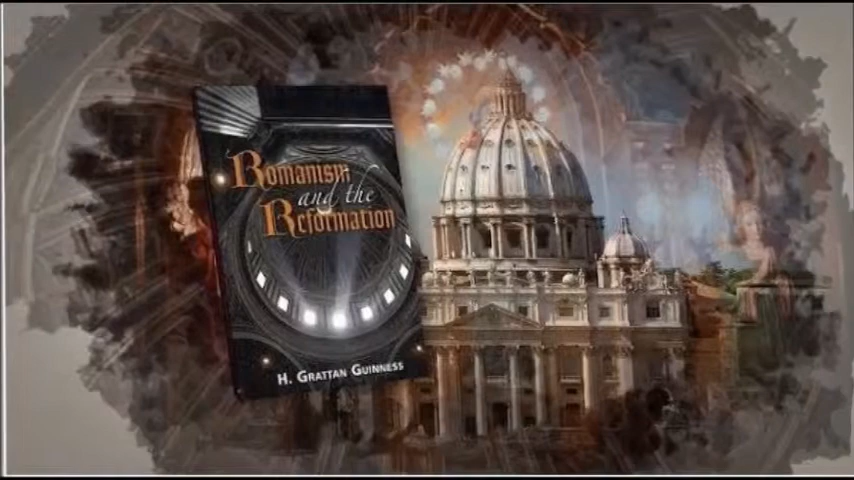 Romanism
and the
Reformation
H. Grattan Guinness